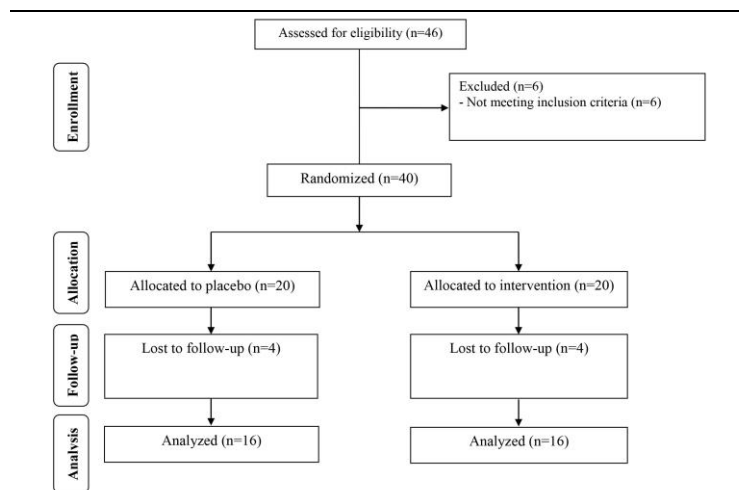 Assessed for eligibility (n=46)
Enrollment
Excluded (n=6)
- Not meeting inclusion criteria (n=6)
Randomized (n=40)
Allocation
Allocated to placebo (n=20)
Allocated to intervention (n=20)
Follow-up
Lost to follow-up (n=4)
Lost to follow-up (n=4)
Analysis
Analyzed (n=16)
Analyzed (n=16)